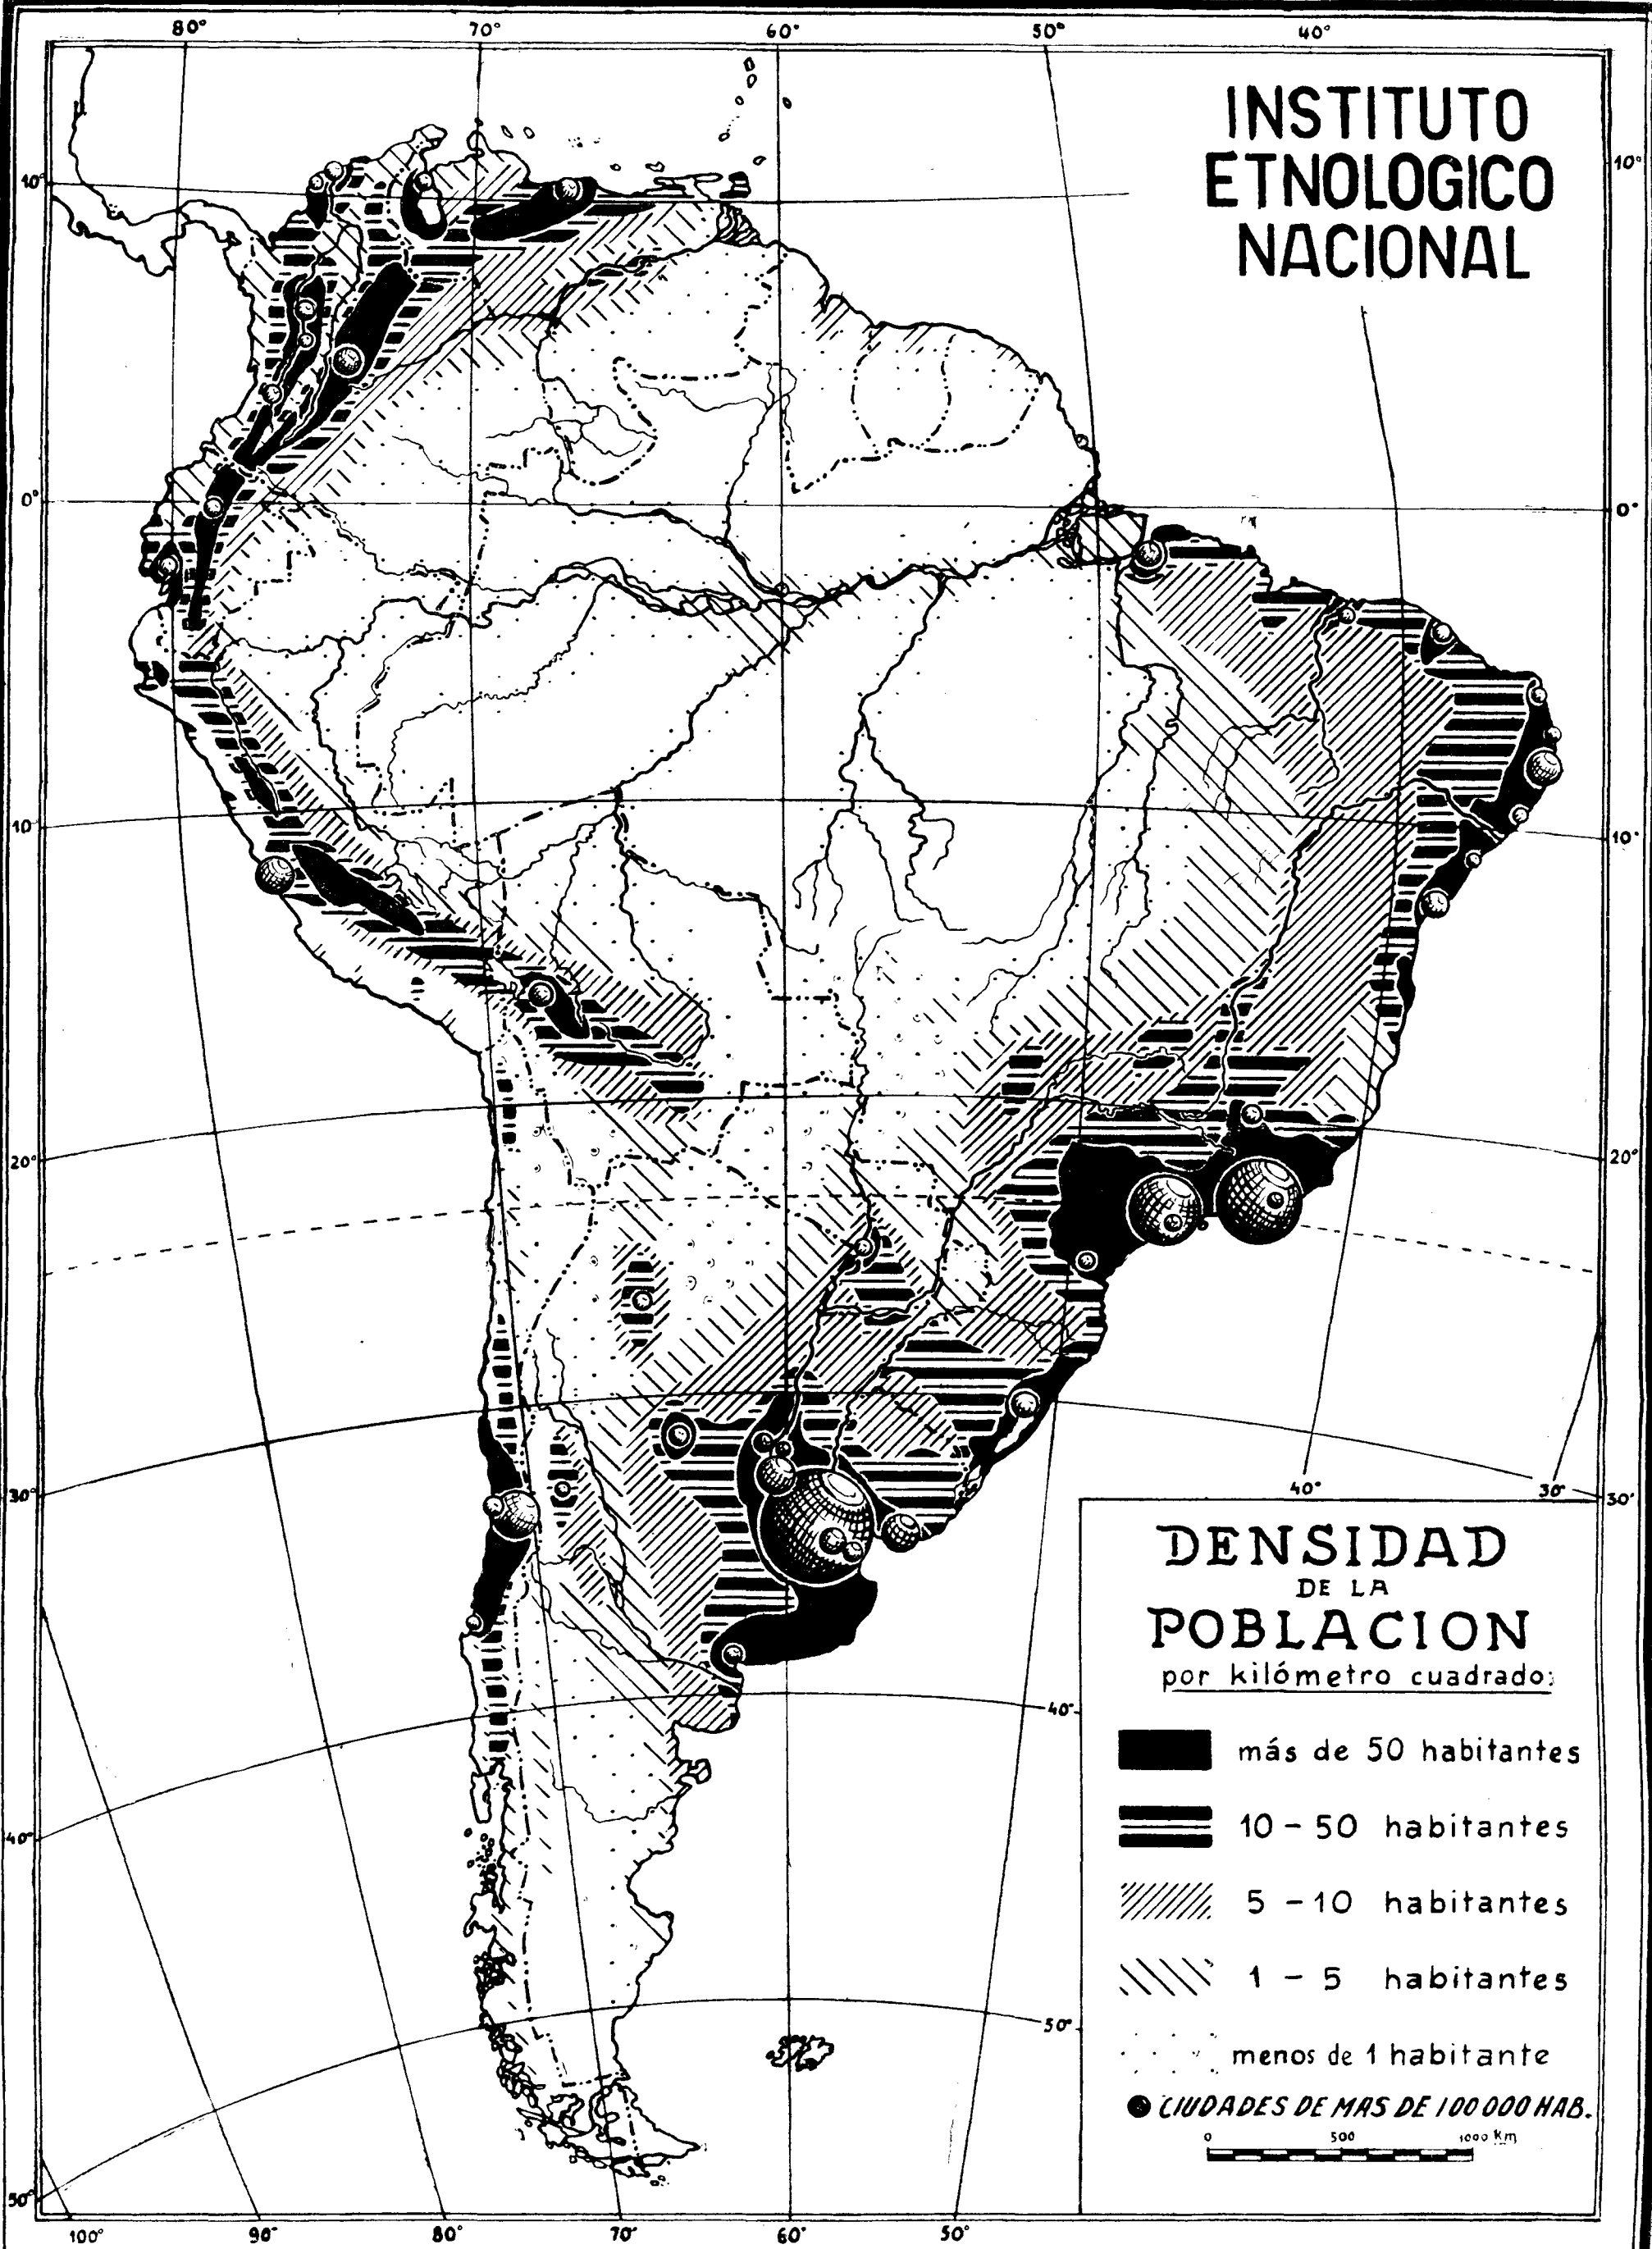 80° 70° 60° 50° 40°
INSTITUTO
ETNOLOGICO
NACIONAL
10° 10°
0° 0°
10° 10°
20° 20°
30° 40° 30° 30°
DENSIDAD
DE LA
POBLACION
por kilómetro cuadrado:
más de 50 habitantes
10 - 50 habitantes
5 - 10 habitantes
1 - 5 habitantes
menos de 1 habitante
CIUDADES DE MAS DE 100000 HAB.
0 500 1000 Km
40° 40°
50°
50°
100° 90° 80° 70° 60° 50°